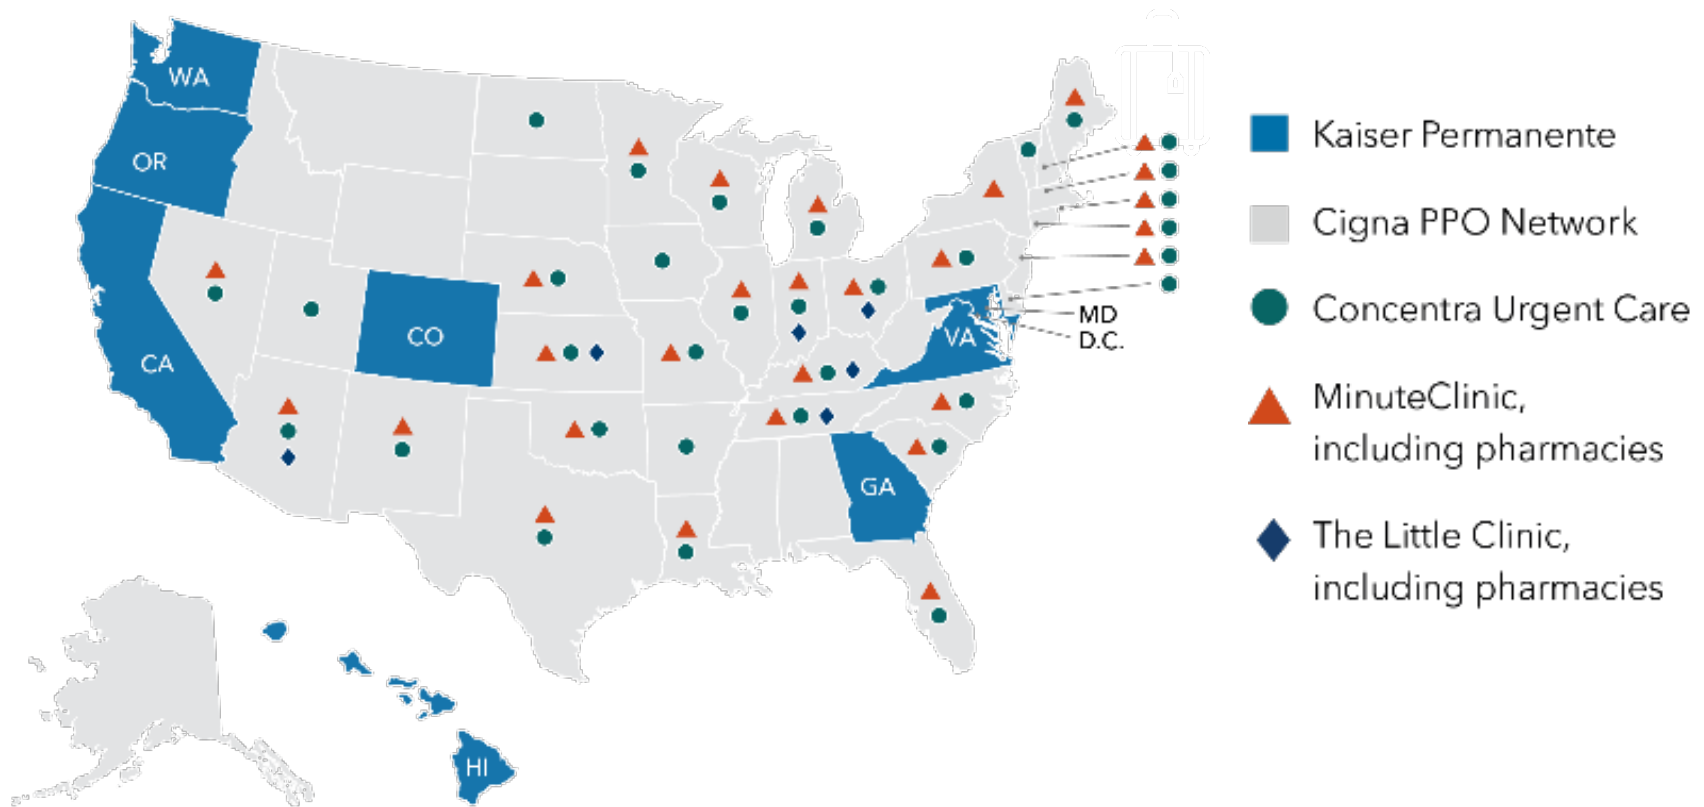 WA
OR
CA
CO
MD
D.C.
VA
GA
HI
Kaiser Permanente
Cigna PPO Network
Concentra Urgent Care
MinuteClinic,
including pharmacies
The Little Clinic,
including pharmacies